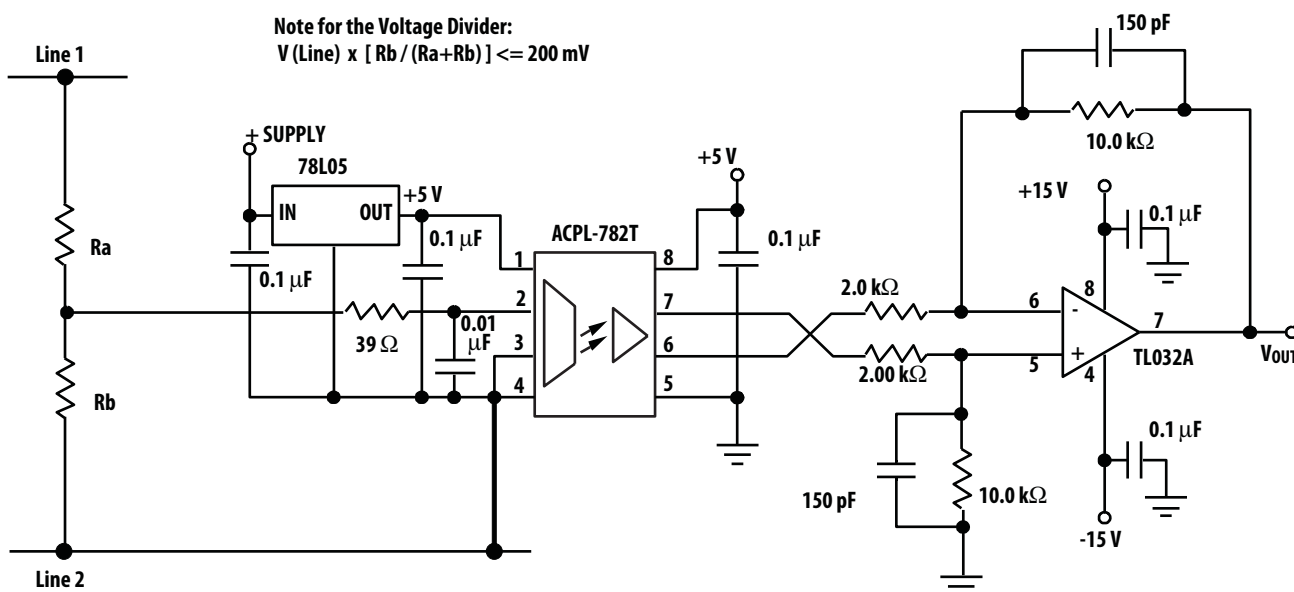 Note for the Voltage Divider:
V (Line) x [ Rb / (Ra+Rb) ] <= 200 mV
Line 1
150 pF
10.0 kΩ
+ SUPPLY
78L05
IN
OUT
+5 V
+5 V
+15 V
0.1 µF
Ra
0.1 µF
0.1 µF
ACPL-782T
0.1 µF
1
2
3
4
8
7
6
5
39 Ω
0.01
µF
2.0 kΩ
2.00 kΩ
6
5
-
+
8
4
7
TL032A
VOUT
Rb
0.1 µF
150 pF
10.0 kΩ
-15 V
Line 2